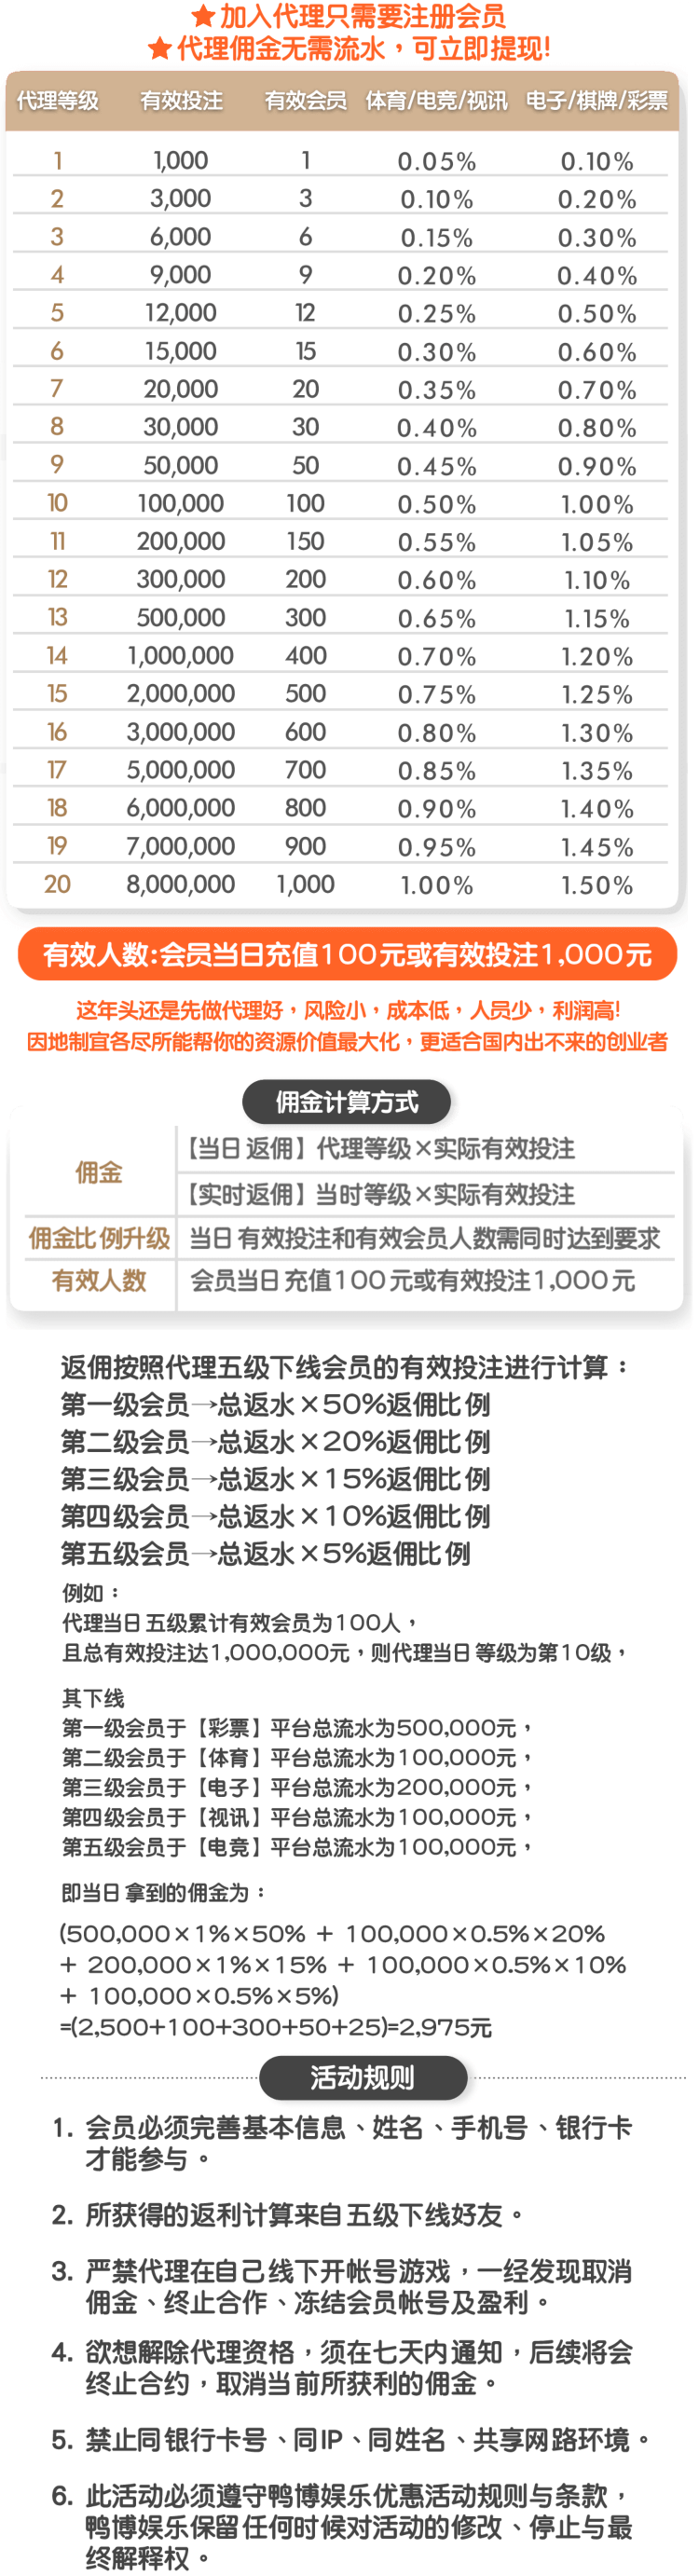 ★加入代理只需要注册会员
★代理佣金无需流水，可立即提现!
代理等级 有效投注 有效会员 体育/电竞/视讯 电子/棋牌/彩票
1 1,000 1 0.05% 0.10%
2 3,000 3 0.10% 0.20%
3 6,000 6 0.15% 0.30%
4 9,000 9 0.20% 0.40%
5 12,000 12 0.25% 0.50%
6 15,000 15 0.30% 0.60%
7 20,000 20 0.35% 0.70%
8 30,000 30 0.40% 0.80%
9 50,000 50 0.45% 0.90%
10 100,000 100 0.50% 1.00%
11 200,000 150 0.55% 1.05%
12 300,000 200 0.60% 1.10%
13 500,000 300 0.65% 1.15%
14 1,000,000 400 0.70% 1.20%
15 2,000,000 500 0.75% 1.25%
16 3,000,000 600 0.80% 1.30%
17 5,000,000 700 0.85% 1.35%
18 6,000,000 800 0.90% 1.40%
19 7,000,000 900 0.95% 1.45%
20 8,000,000 1,000 1.00% 1.50%
有效人数:会员当日充值100元或有效投注1,000元
这年头还是先做代理好，风险小，成本低，人员少，利润高!
因地制宜各尽所能帮你的资源价值最大化，更适合国内出不来的创业者
佣金计算方式
佣金
【当日返佣】代理等级×实际有效投注
【实时返佣】当时等级×实际有效投注
佣金比例升级 当日有效投注和有效会员人数需同时达到要求
有效人数 会员当日充值100元或有效投注1,000元
返佣按照代理五级下线会员的有效投注进行计算：
第一级会员→总返水×50%返佣比例
第二级会员→总返水×20%返佣比例
第三级会员→总返水×15%返佣比例
第四级会员→总返水×10%返佣比例
第五级会员→总返水×5%返佣比例
例如：
代理当日五级累计有效会员为100人，
且总有效投注达1,000,000元，则代理当日等级为第10级，
其下线
第一级会员于【彩票】平台总流水为500,000元，
第二级会员于【体育】平台总流水为100,000元，
第三级会员于【电子】平台总流水为200,000元，
第四级会员于【视讯】平台总流水为100,000元，
第五级会员于【电竞】平台总流水为100,000元，
即当日拿到的佣金为：
(500,000×1%×50% + 100,000×0.5%×20%
+ 200,000×1%×15% + 100,000×0.5%×10%
+ 100,000×0.5%×5%)
=(2,500+100+300+50+25)=2,975元
活动规则
1. 会员必须完善基本信息、姓名、手机号、银行卡
才能参与。
2. 所获得的返利计算来自五级下线好友。
3. 严禁代理在自己线下开帐号游戏，一经发现取消
佣金、终止合作、冻结会员帐号及盈利。
4. 欲想解除代理资格，须在七天内通知，后续将会
终止合约，取消当前所获利的佣金。
5. 禁止同银行卡号、同IP、同姓名、共享网路环境。
6. 此活动必须遵守鸭博娱乐优惠活动规则与条款，
鸭博娱乐保留任何时候对活动的修改、停止与最
终解释权。